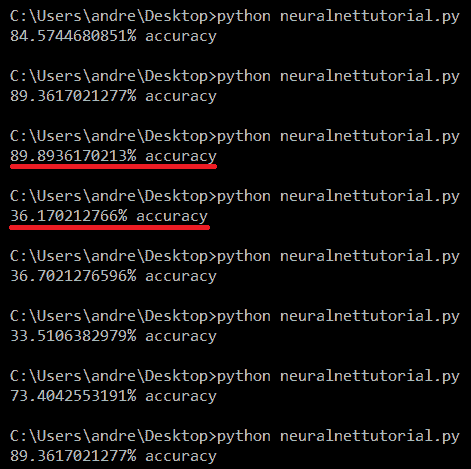 C:\Users\andre\Desktop>python neuralnettutorial.py
84.5744680851% accuracy
C:\Users\andre\Desktop>python neuralnettutorial.py
89.3617021277% accuracy
C:\Users\andre\Desktop>python neuralnettutorial.py
89.8936170213% accuracy
C:\Users\andre\Desktop>python neuralnettutorial.py
36.170212766% accuracy
C:\Users\andre\Desktop>python neuralnettutorial.py
36.7021276596% accuracy
C:\Users\andre\Desktop>python neuralnettutorial.py
33.5106382979% accuracy
C:\Users\andre\Desktop>python neuralnettutorial.py
73.4042553191% accuracy
C:\Users\andre\Desktop>python neuralnettutorial.py
89.3617021277% accuracy